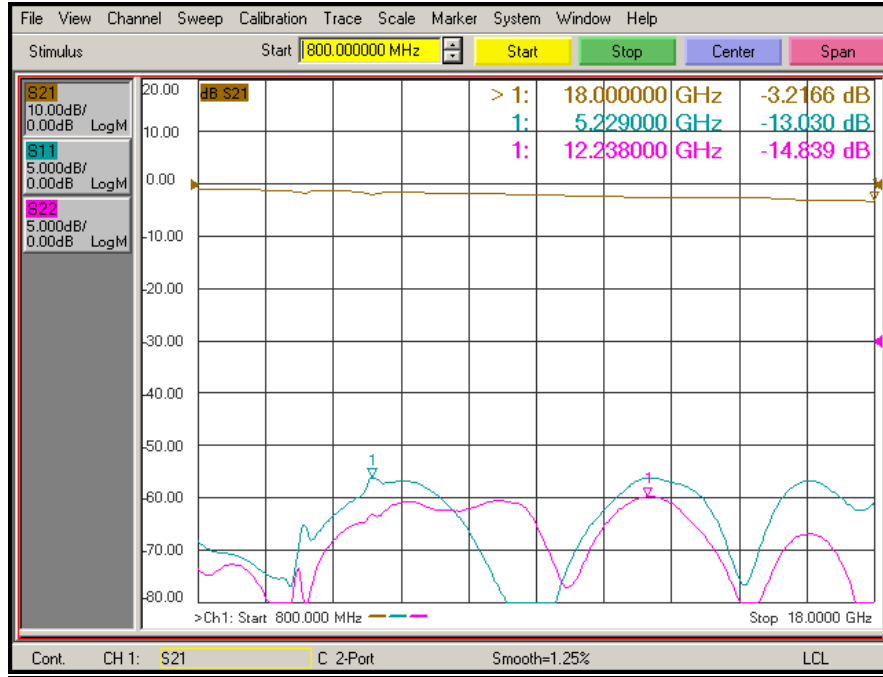 File View Channel Sweep Calibration Trace Scale Marker System Window Help
Stimulus Start 800.000000 MHz Start Stop Center Span
S21
10.00dB/
0.00dB LogM
S11
5.000dB/
0.00dB LogM
S22
5.000dB/
0.00dB LogM
20.00
10.00
0.00
-10.00
-20.00
-30.00
-40.00
-50.00
-60.00
-70.00
-80.00
dB S21
> 1: 18.000000 GHz -3.2166 dB
1: 5.229000 GHz -13.030 dB
1: 12.238000 GHz -14.839 dB
1
1
1
>Ch1: Start 800.000 MHz Stop 18.0000 GHz
Cont. CH 1: S21 C 2-Port Smooth=1.25% LCL